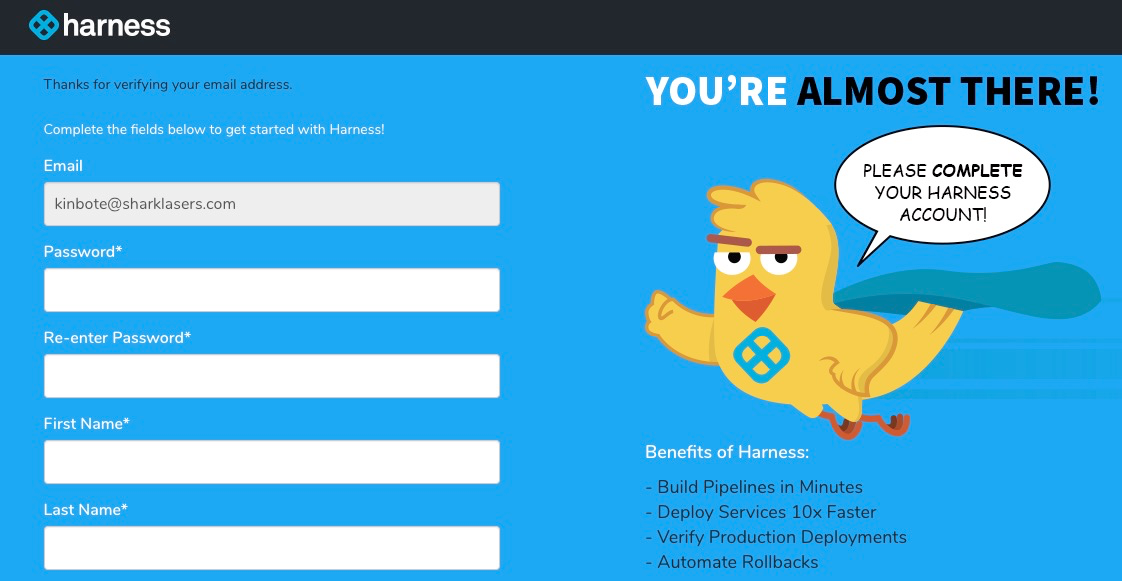 harness
Thanks for verifying your email address.
Complete the fields below to get started with Harness!
Email
kinbote@sharklasers.com
Password*
Re-enter Password*
First Name*
Last Name*
YOU’RE ALMOST THERE!
PLEASE COMPLETE
YOUR HARNESS
ACCOUNT!
Benefits of Harness:
- Build Pipelines in Minutes
- Deploy Services 10x Faster
- Verify Production Deployments
- Automate Rollbacks